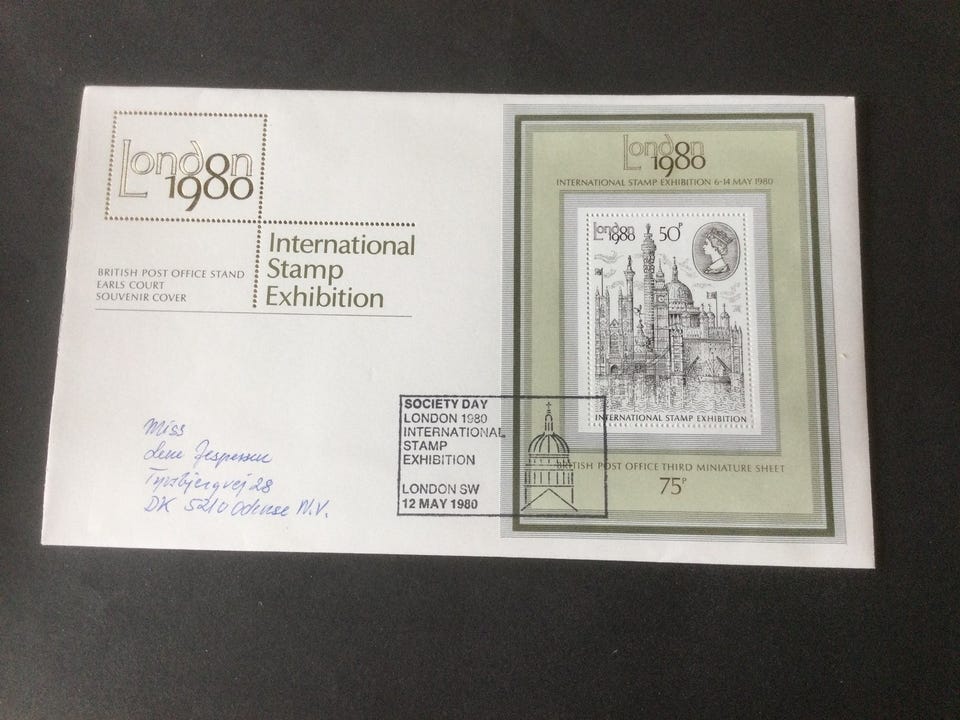 London
1980
International
Stamp
Exhibition
BRITISH POST OFFICE STAND
EARLS COURT
SOUVENIR COVER
London
1980
INTERNATIONAL STAMP EXHIBITION 6-14 MAY 1980
London
1980
50P
INTERNATIONAL STAMP EXHIBITION
BRITISH POST OFFICE THIRD MINIATURE SHEET
75P
SOCIETY DAY
LONDON 1980
INTERNATIONAL
STAMP
EXHIBITION
LONDON SW
12 MAY 1980
Miss
Lene Jespersen
28
DK 5210 Odense N.V.